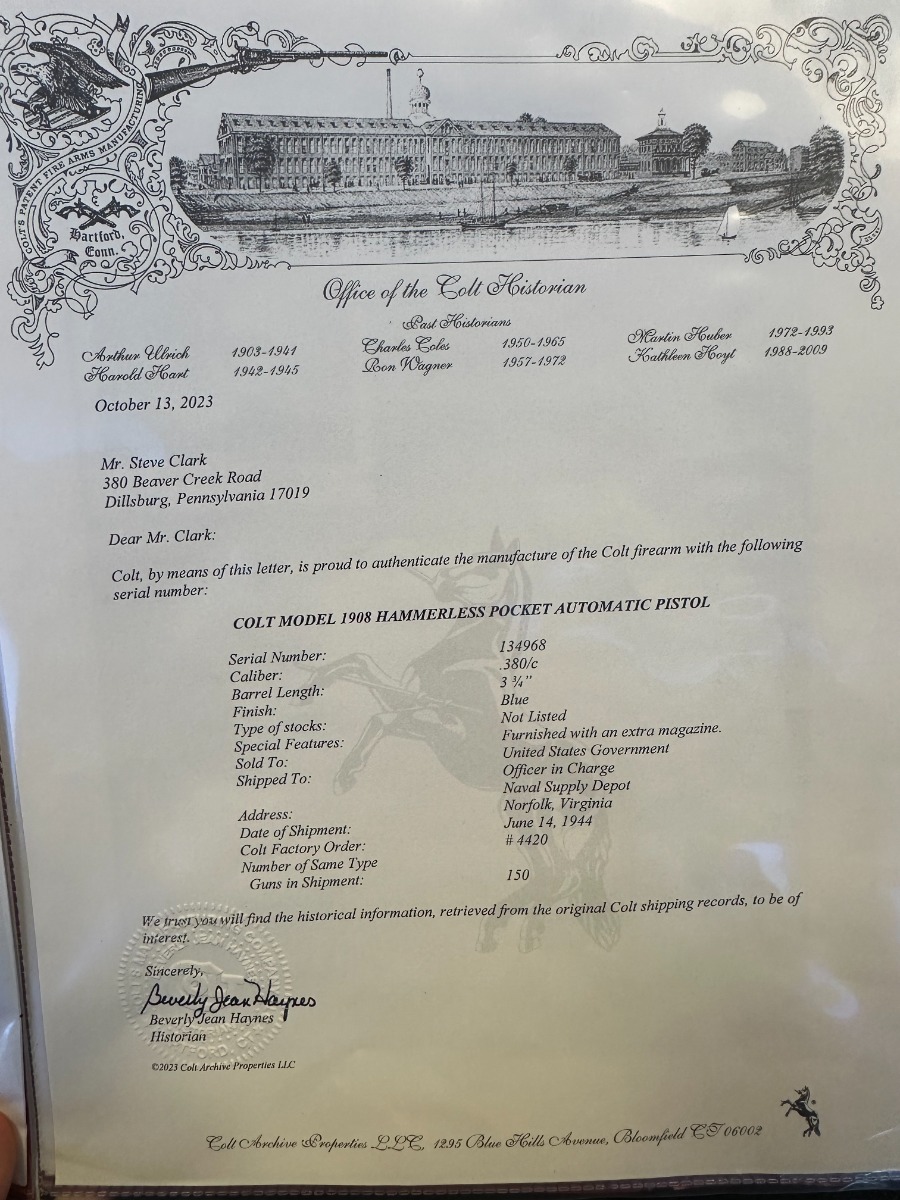 COLT'S PATENT FIRE ARMS MANUFACTURING CO
Hartford,
Conn.
Office of the Colt Historian
Past Historians
Arthur Ulrich 1903-1941 Charles Coles 1950-1965 Martin Huber 1972-1993
Harold Hart 1942-1945 Ron Wagner 1957-1972 Kathleen Hoyt 1988-2009
October 13, 2023
Mr. Steve Clark
380 Beaver Creek Road
Dillsburg, Pennsylvania 17019
Dear Mr. Clark:
Colt, by means of this letter, is proud to authenticate the manufacture of the Colt firearm with the following
serial number:
COLT MODEL 1908 HAMMERLESS POCKET AUTOMATIC PISTOL
Serial Number: 134968
Caliber: .380/c
Barrel Length: 3 ¾"
Finish: Blue
Type of stocks: Not Listed
Special Features: Furnished with an extra magazine.
Sold To: United States Government
Shipped To: Officer in Charge
Naval Supply Depot
Address: Norfolk, Virginia
Date of Shipment: June 14, 1944
Colt Factory Order: # 4420
Number of Same Type
Guns in Shipment: 150
We trust you will find the historical information, retrieved from the original Colt shipping records, to be of
interest.
Sincerely,
Beverly Jean Haynes
Beverly Jean Haynes
Historian
©2023 Colt Archive Properties LLC
Colt Archive Properties LLC, 1295 Blue Hills Avenue, Bloomfield CT 06002